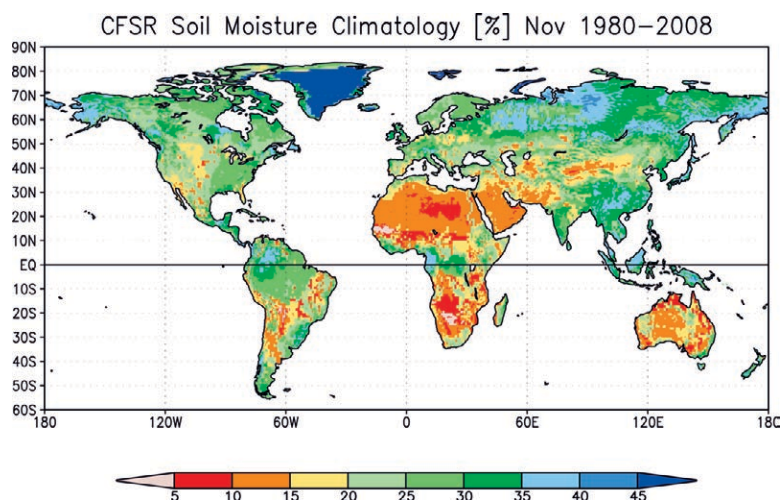 CFSR Soil Moisture Climatology [%] Nov 1980−2008
90N
80N
70N
60N
50N
40N
30N
20N
10N
EQ
10S
20S
30S
40S
50S
60S
180 120W 60W 0 60E 120E 180
5 10 15 20 25 30 35 40 45